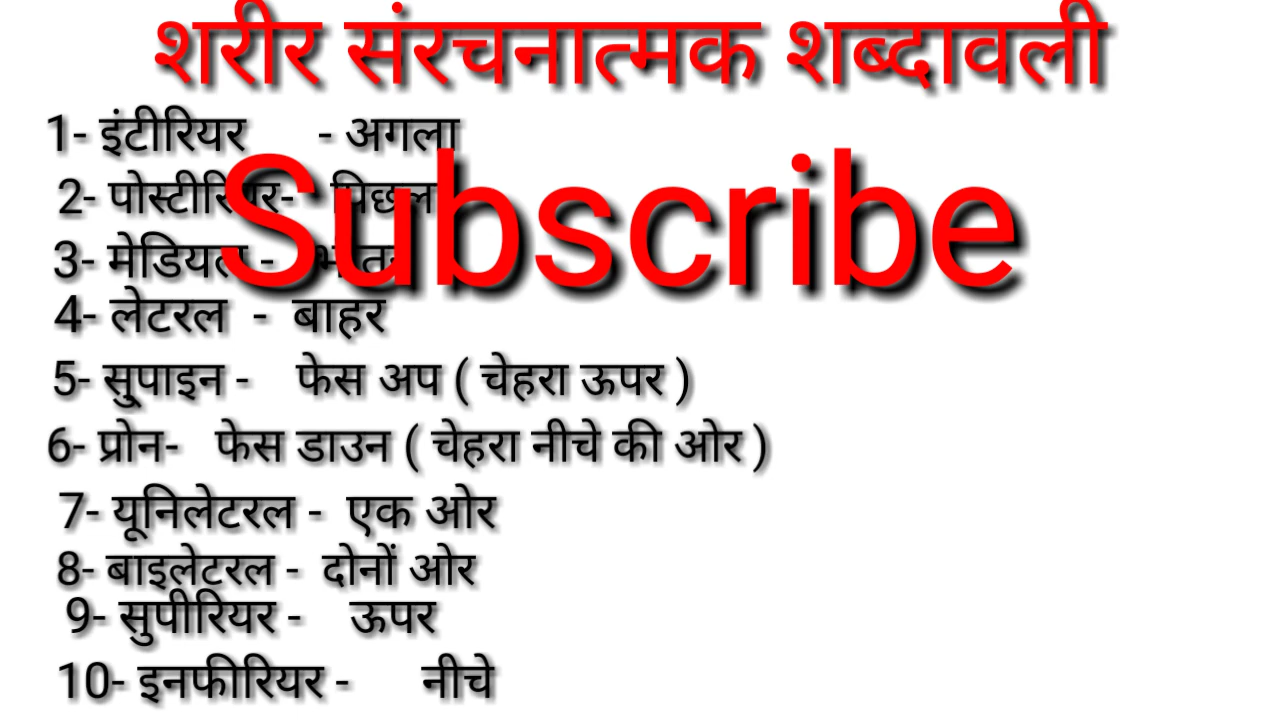 शरीर संरचनात्मक शब्दावली
1- इंटीरियर - अगला
Subscribe
2- पोस्टीरियर- पिछला
3- मेडियल -
4- लेटरल - बाहर
5- सुपाइन - फेस अप ( चेहरा ऊपर )
6- प्रोन- फेस डाउन ( चेहरा नीचे की ओर )
7- यूनिलेटरल - एक ओर
8- बाइलेटरल - दोनों ओर
9- सुपीरियर - ऊपर
10- इनफीरियर - नीचे